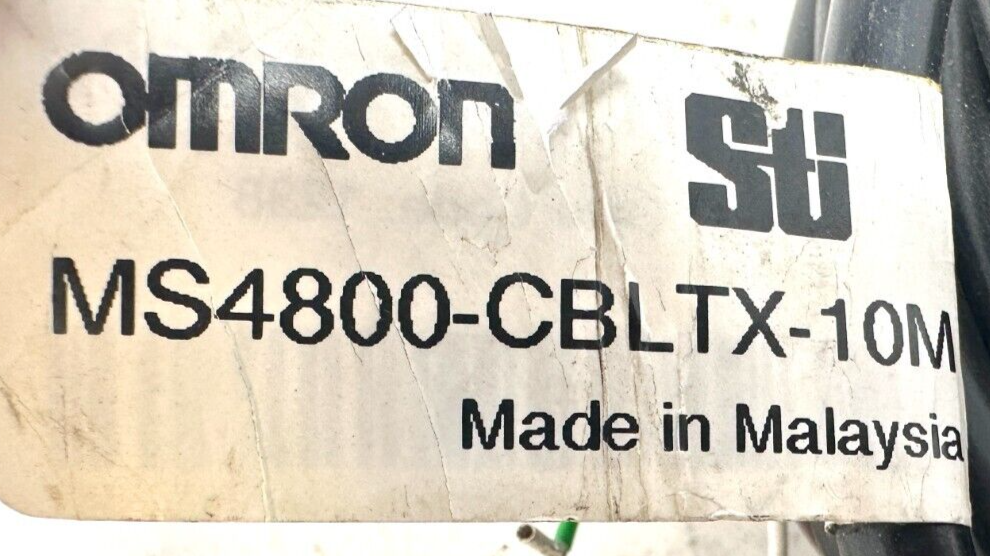 omron sti
MS4800-CBLTX-10M
Made in Malaysia